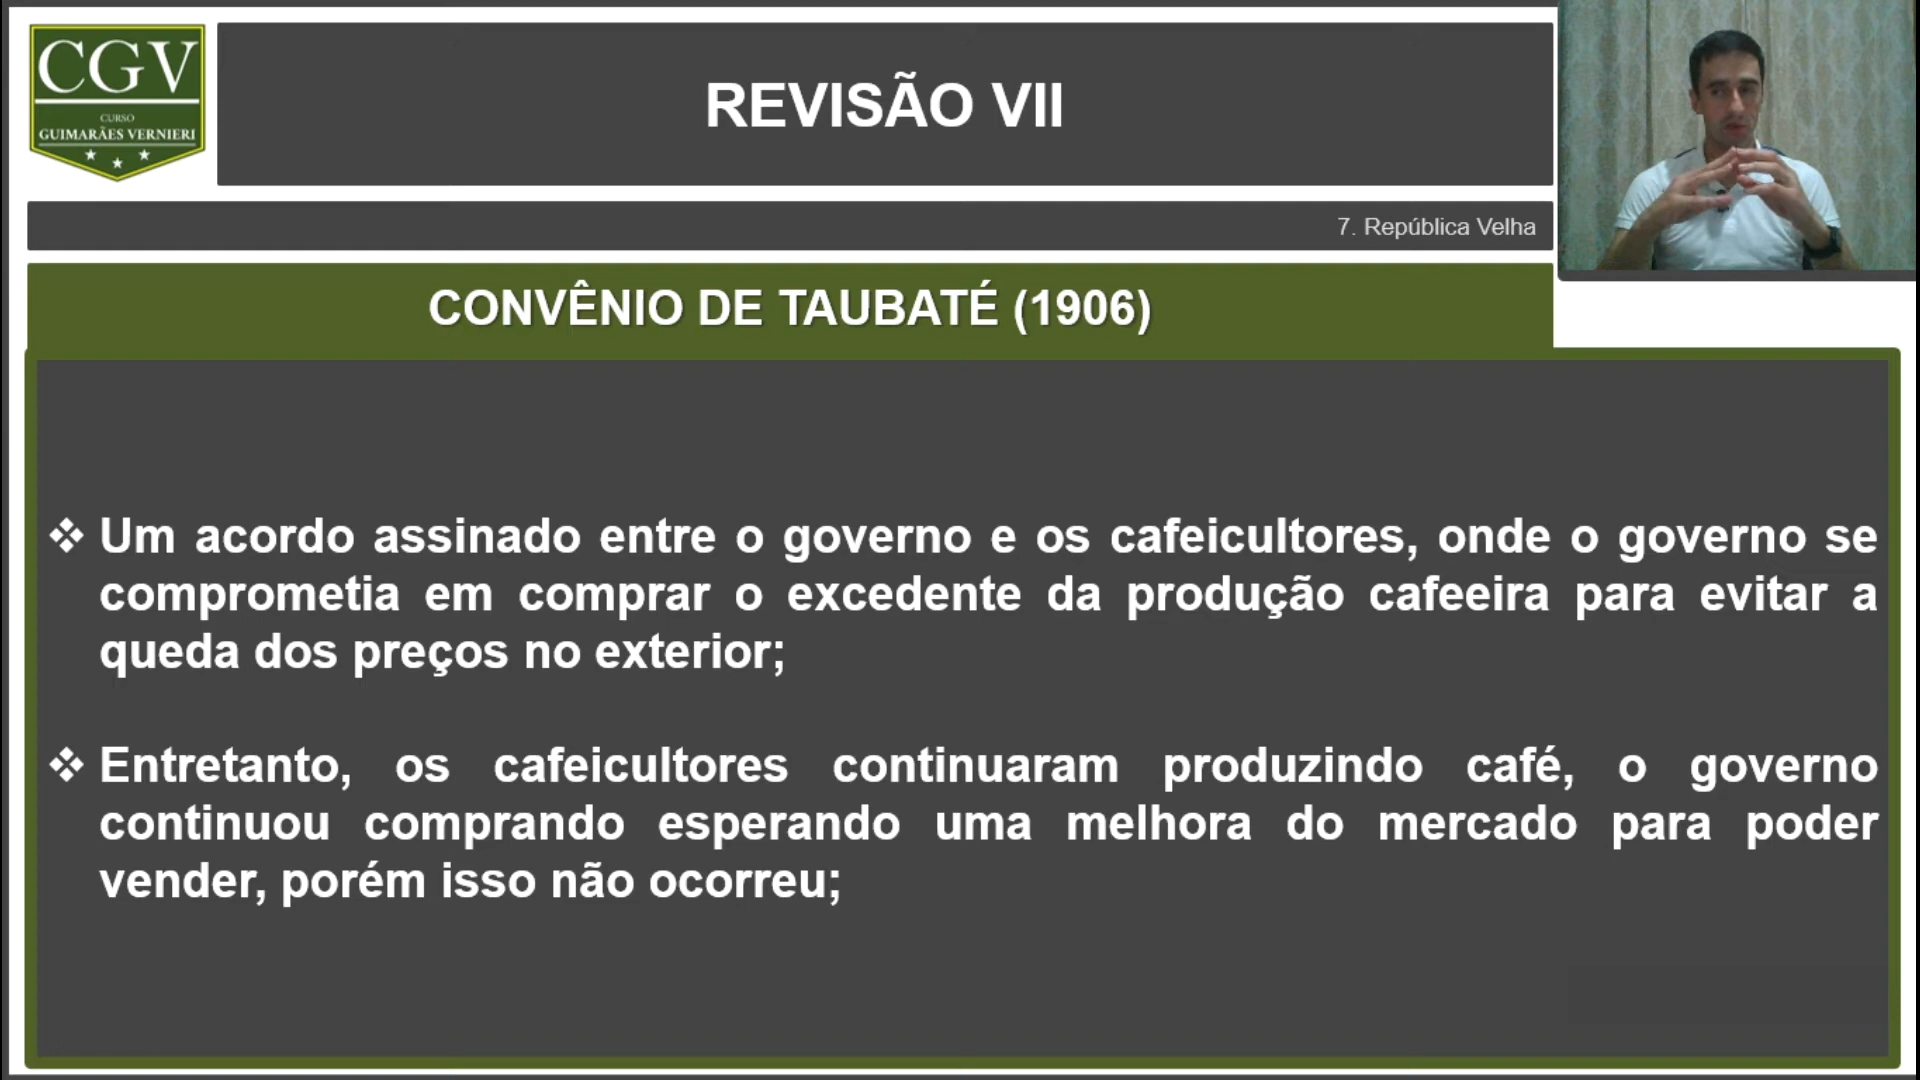 CGV
CURSO
GUIMARÃES VERNIERI
REVISÃO VII
7. República Velha
CONVÊNIO DE TAUBATÉ (1906)
❖ Um acordo assinado entre o governo e os cafeicultores, onde o governo se
comprometia em comprar o excedente da produção cafeeira para evitar a
queda dos preços no exterior;
❖ Entretanto, os cafeicultores continuaram produzindo café, o governo
continuou comprando esperando uma melhora do mercado para poder
vender, porém isso não ocorreu;